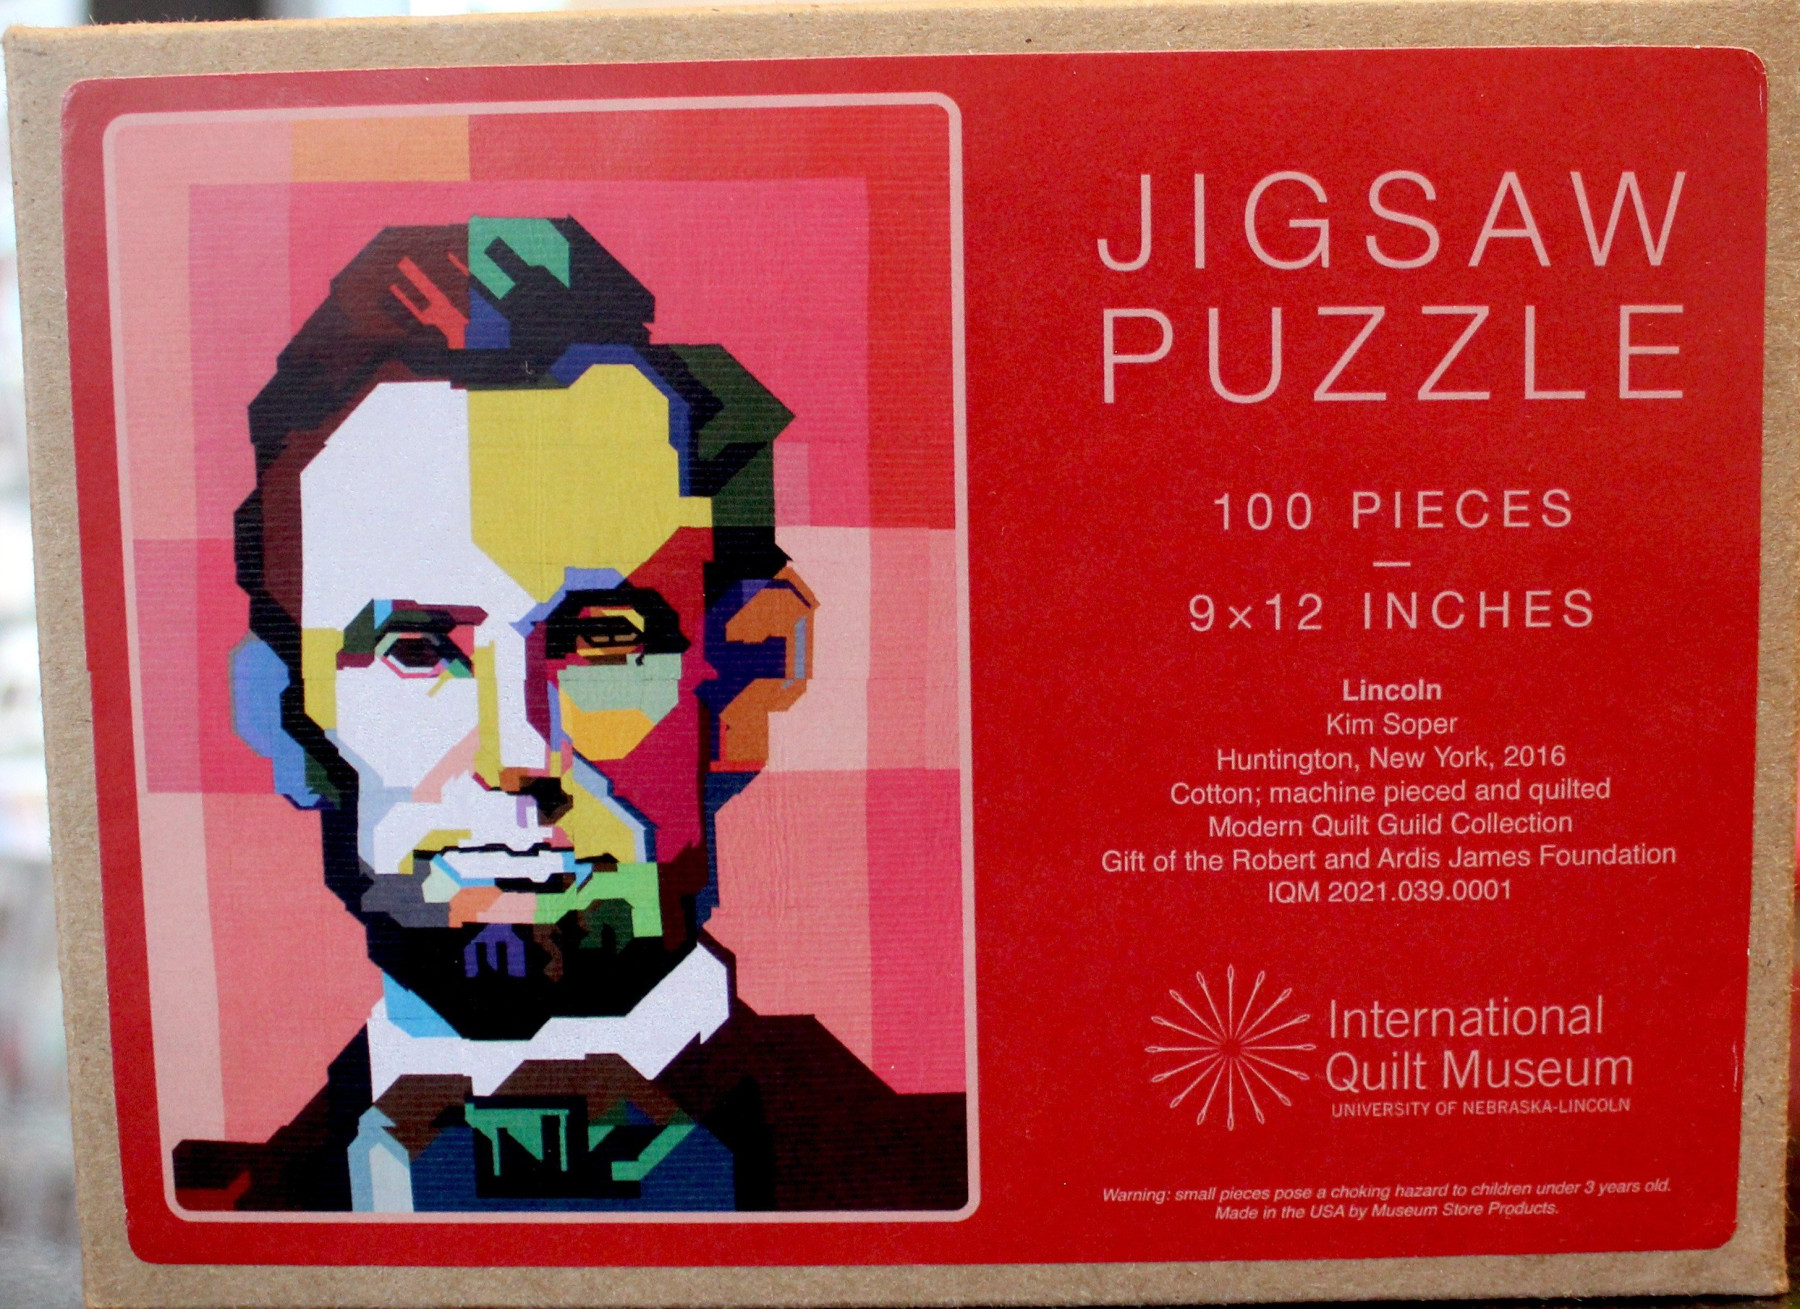 JIGSAW
PUZZLE
100 PIECES
9×12 INCHES
Lincoln
Kim Soper
Huntington, New York, 2016
Cotton; machine pieced and quilted
Modern Quilt Guild Collection
Gift of the Robert and Ardis James Foundation
IQM 2021.039.0001
International
Quilt Museum
UNIVERSITY OF NEBRASKA-LINCOLN
Warning: small pieces pose a choking hazard to children under 3 years old.
Made in the USA by Museum Store Products.